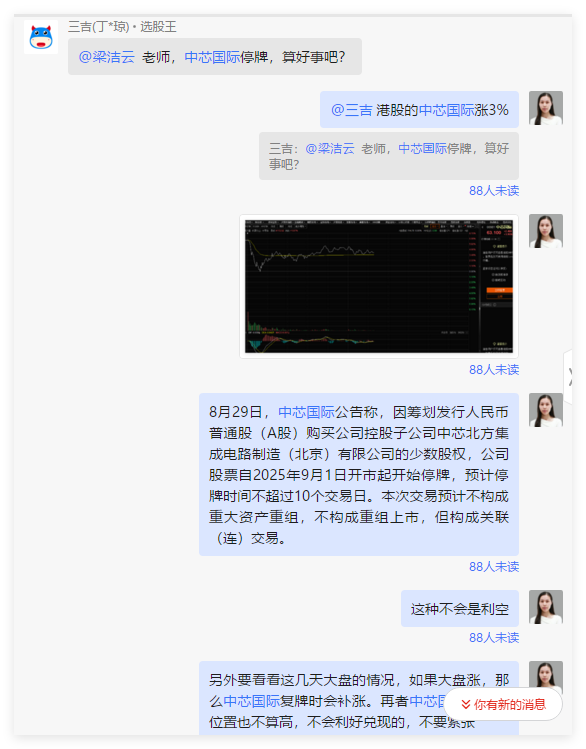 三吉(丁*琼)•选股王
@梁洁云 老师，中芯国际停牌，算好事吧？
@三吉 港股的中芯国际涨3%
三吉：@梁洁云 老师，中芯国际停牌，算好
事吧？
88人未读
88人未读
8月29日，中芯国际公告称，因筹划发行人民币
普通股（A股）购买公司控股子公司中芯北方集
成电路制造（北京）有限公司的少数股权，公司
股票自2025年9月1日开市起开始停牌，预计停
牌时间不超过10个交易日。本次交易预计不构成
重大资产重组，不构成重组上市，但构成关联
（连）交易。
88人未读
这种不会是利空
88人未读
另外要看看这几天大盘的情况，如果大盘涨，那
么中芯国际复牌时会补涨。再者中芯
位置也不算高，不会利好兑现的，不要紧张
你有新的消息